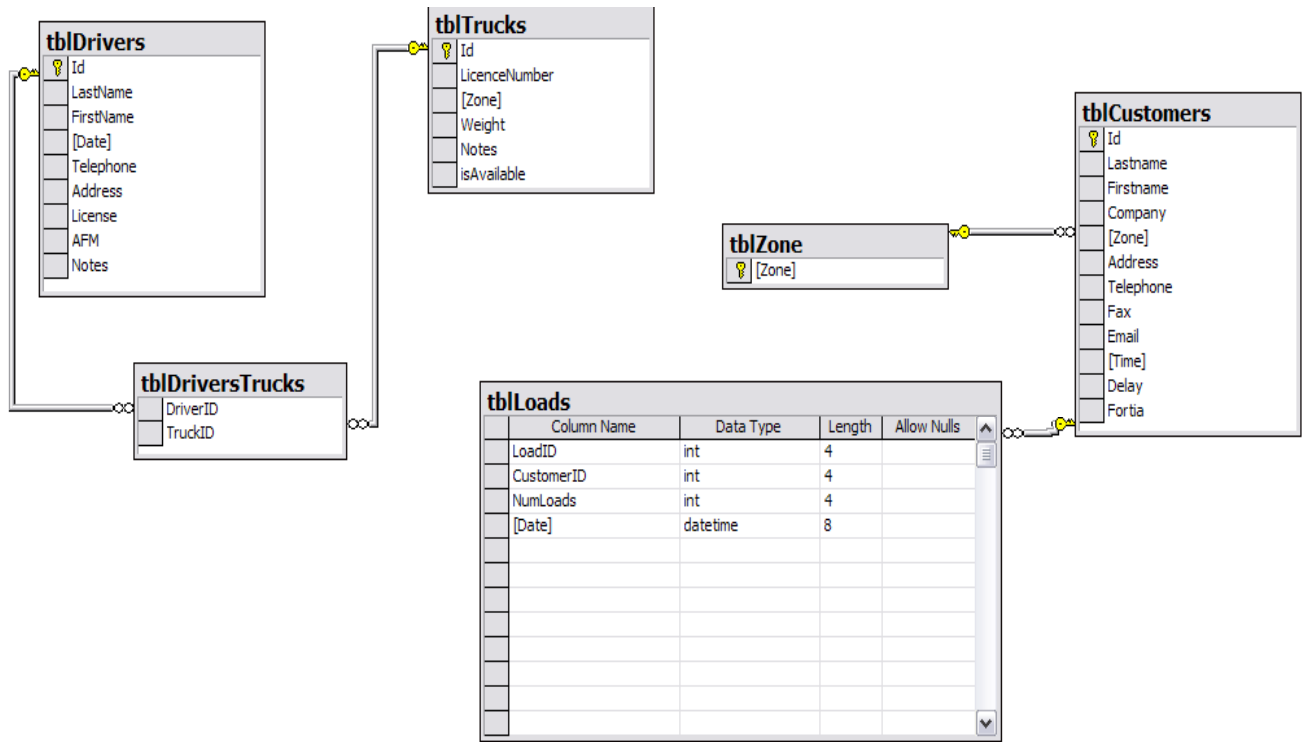 tblDrivers
Id
LastName
FirstName
[Date]
Telephone
Address
License
AFM
Notes
tblTrucks
Id
LicenceNumber
[Zone]
Weight
Notes
isAvailable
tblCustomers
Id
Lastname
Firstname
Company
[Zone]
Address
Telephone
Fax
Email
[Time]
Delay
Fortia
tblZone
[Zone]
tblDriversTrucks
DriverID
TruckID
tblLoads
Column Name Data Type Length Allow Nulls
LoadID int 4
CustomerID int 4
NumLoads int 4
[Date] datetime 8